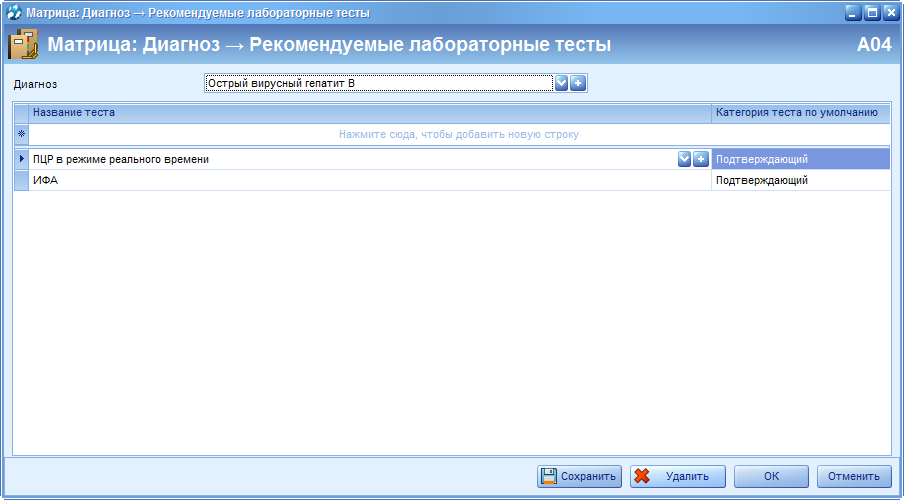 Матрица: Диагноз → Рекомендуемые лабораторные тесты
Матрица: Диагноз → Рекомендуемые лабораторные тесты A04
Диагноз Острый вирусный гепатит В
Название теста Категория теста по умолчанию
Нажмите сюда, чтобы добавить новую строку
ПЦР в режиме реального времени Подтверждающий
ИФА Подтверждающий
Сохранить Удалить ОК Отменить